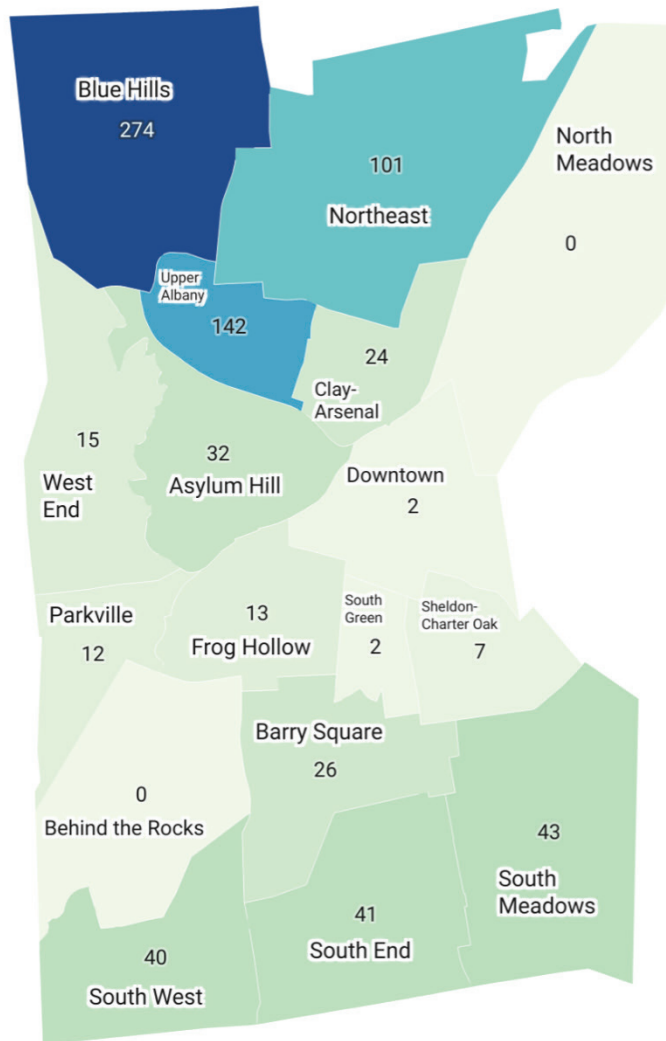 Blue Hills
274
101
Northeast
North
Meadows
0
Upper
Albany
142
24
Clay-
Arsenal
15
West
End
32
Asylum Hill
Downtown
2
Parkville
12
13
Frog Hollow
South
Green
2
Sheldon-
Charter Oak
7
Barry Square
26
0
Behind the Rocks
43
South
Meadows
41
South End
40
South West